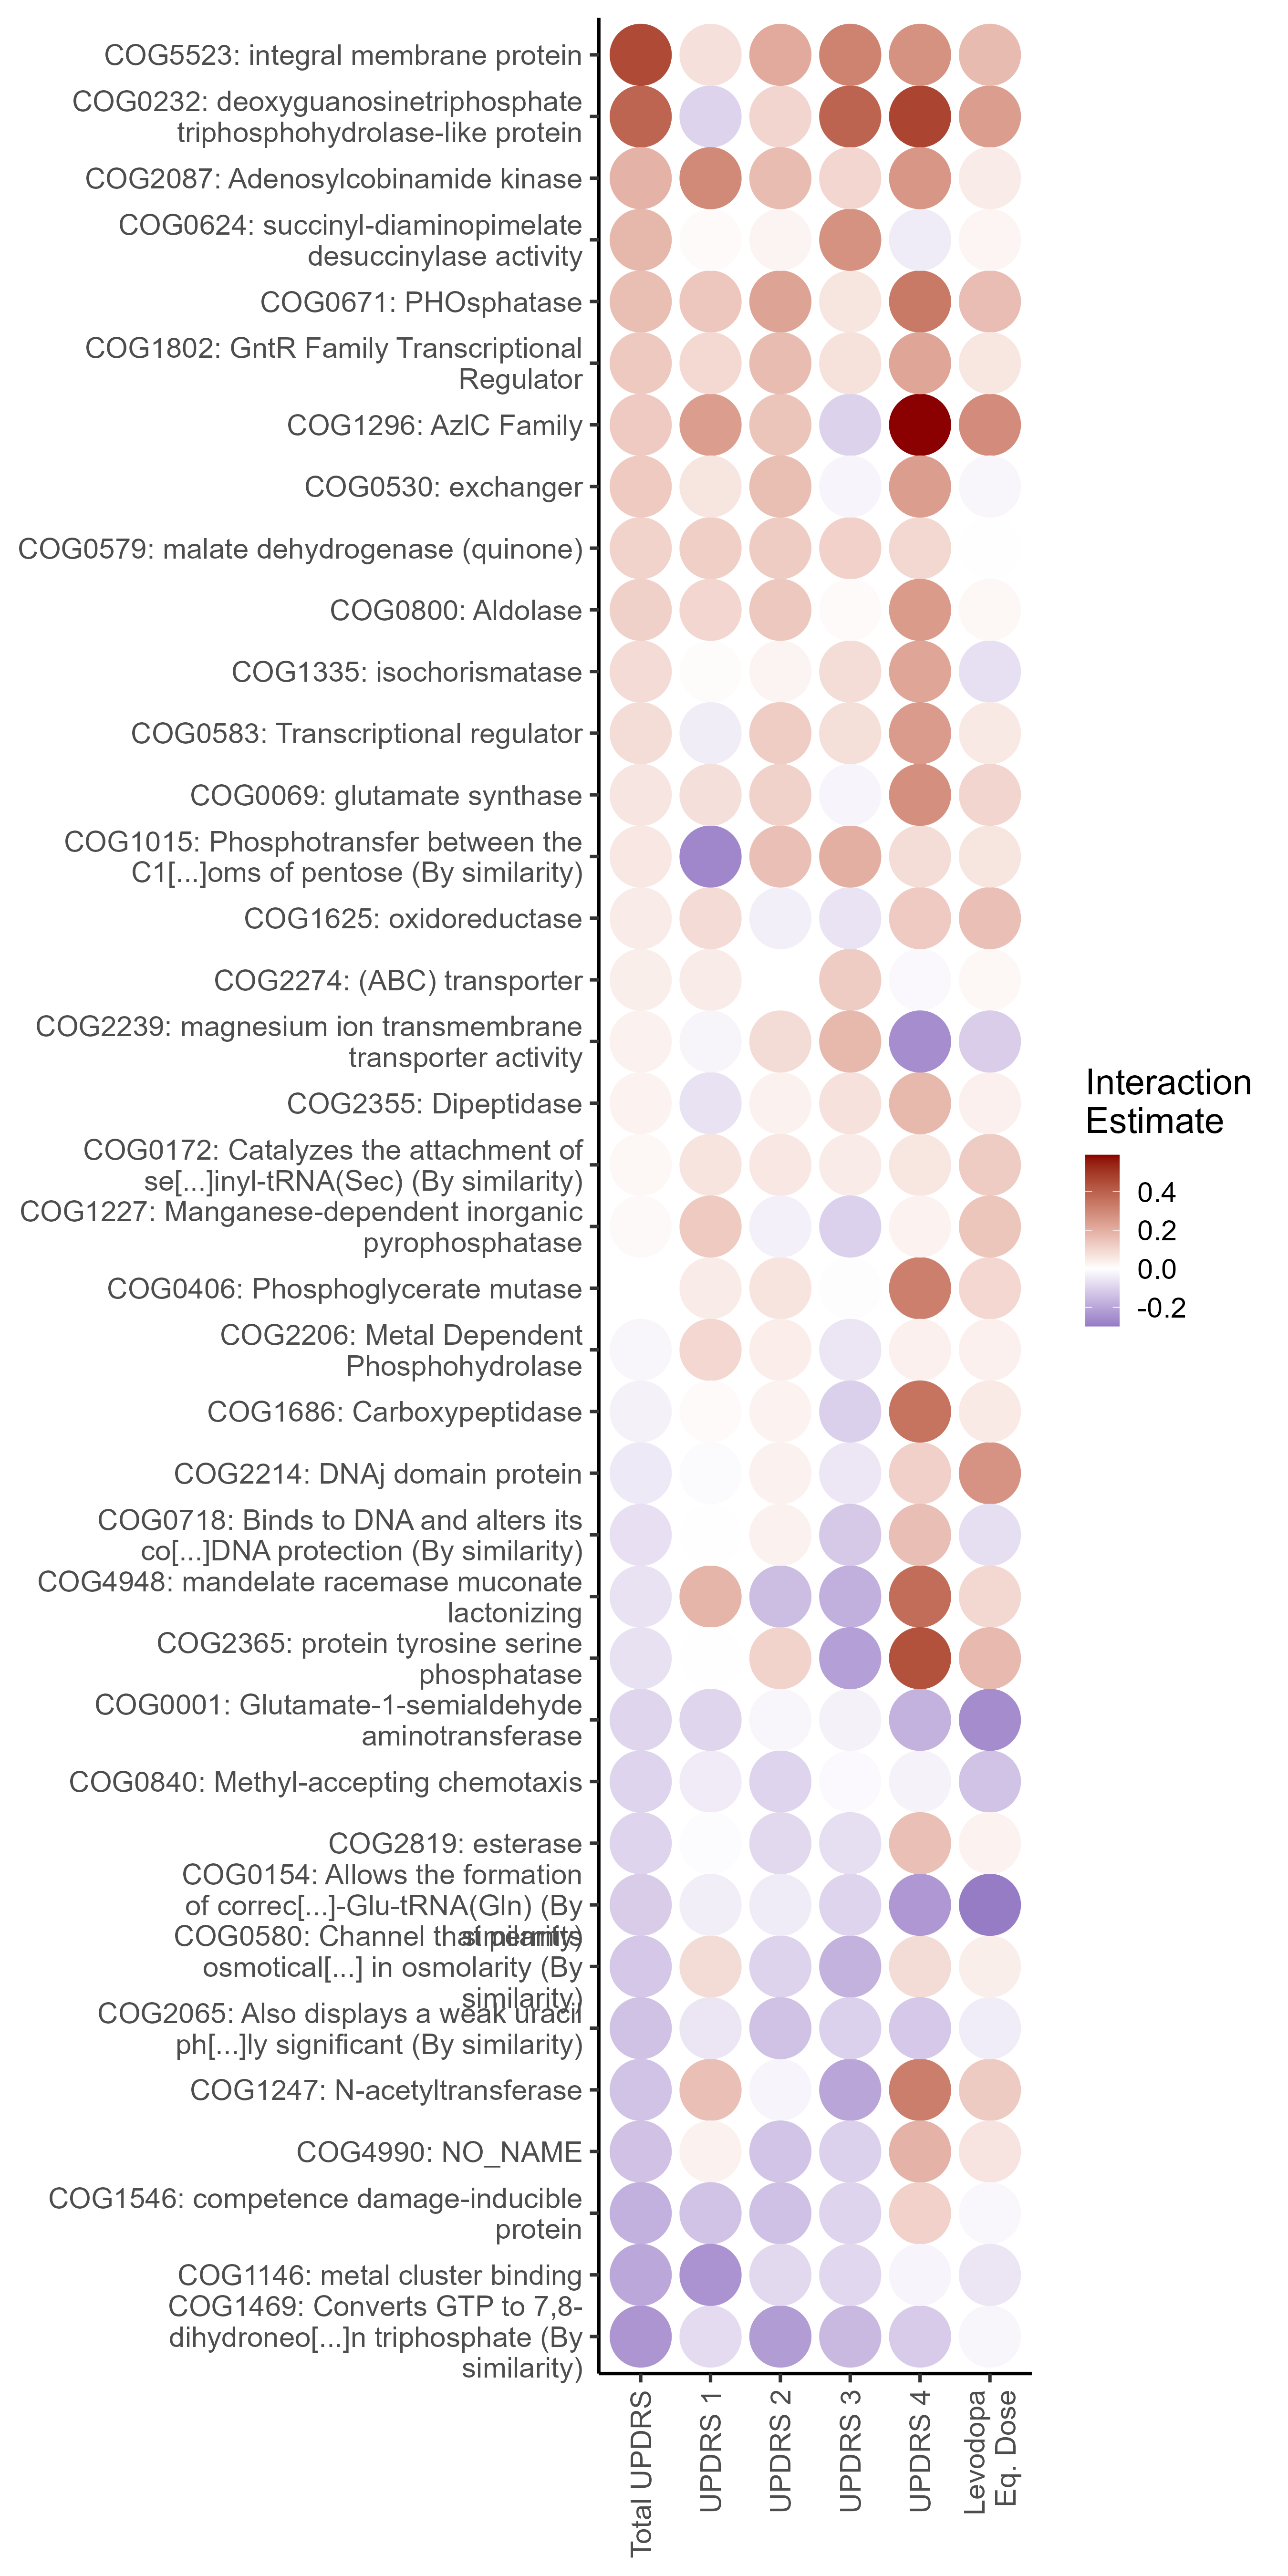 COG5523: integral membrane protein
COG0232: deoxyguanosinetriphosphate
triphosphohydrolase-like protein
COG2087: Adenosylcobinamide kinase
COG0624: succinyl-diaminopimelate
desuccinylase activity
COG0671: PHOsphatase
COG1802: GntR Family Transcriptional
Regulator
COG1296: AzlC Family
COG0530: exchanger
COG0579: malate dehydrogenase (quinone)
COG0800: Aldolase
COG1335: isochorismatase
COG0583: Transcriptional regulator
COG0069: glutamate synthase
COG1015: Phosphotransfer between the
C1[...]oms of pentose (By similarity)
COG1625: oxidoreductase
COG2274: (ABC) transporter
COG2239: magnesium ion transmembrane
transporter activity
COG2355: Dipeptidase
COG0172: Catalyzes the attachment of
se[...]inyl-tRNA(Sec) (By similarity)
COG1227: Manganese-dependent inorganic
pyrophosphatase
COG0406: Phosphoglycerate mutase
COG2206: Metal Dependent
Phosphohydrolase
COG1686: Carboxypeptidase
COG2214: DNAj domain protein
COG0718: Binds to DNA and alters its
co[...]DNA protection (By similarity)
COG4948: mandelate racemase muconate
lactonizing
COG2365: protein tyrosine serine
phosphatase
COG0001: Glutamate-1-semialdehyde
aminotransferase
COG0840: Methyl-accepting chemotaxis
COG2819: esterase
COG0154: Allows the formation
of correc[...]-Glu-tRNA(Gln) (By
similarity)
COG0580: Channel that permits
osmotical[...] in osmolarity (By
similarity)
COG2065: Also displays a weak uracil
ph[...]ly significant (By similarity)
COG1247: N-acetyltransferase
COG4990: NO_NAME
COG1546: competence damage-inducible
protein
COG1146: metal cluster binding
COG1469: Converts GTP to 7,8-
dihydroneo[...]n triphosphate (By
similarity)
Total UPDRS
UPDRS 1
UPDRS 2
UPDRS 3
UPDRS 4
Levodopa
Eq. Dose
Interaction
Estimate
0.4
0.2
0.0
-0.2